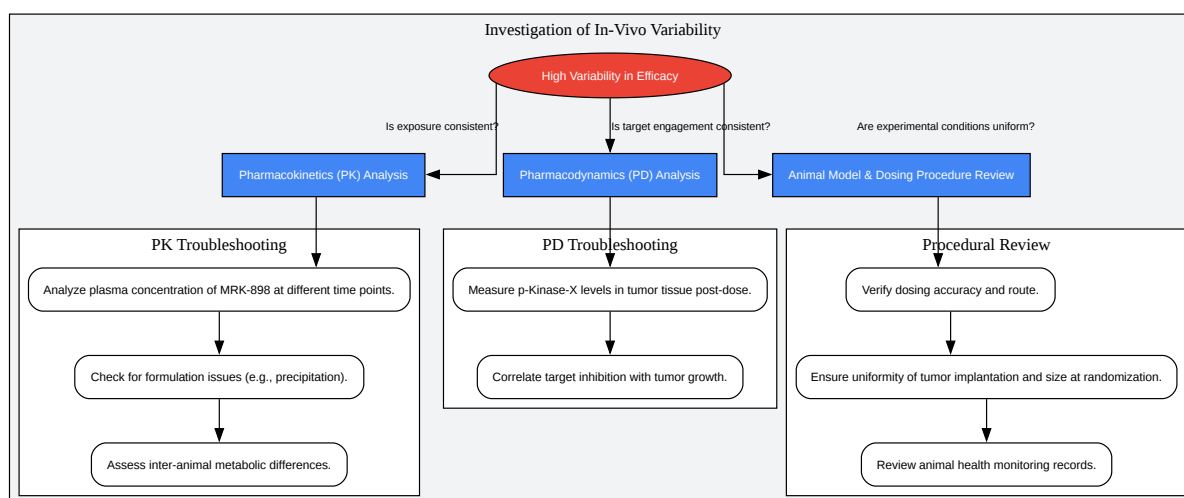 Investigation of In-Vivo Variability
High Variability in Efficacy
Is exposure consistent?
Is target engagement consistent?
Are experimental conditions uniform?
Pharmacokinetics (PK) Analysis
Pharmacodynamics (PD) Analysis
Animal Model & Dosing Procedure Review
PK Troubleshooting
PD Troubleshooting
Procedural Review
Analyze plasma concentration of MRK-898 at different time points.
Measure p-Kinase-X levels in tumor tissue post-dose.
Verify dosing accuracy and route.
Check for formulation issues (e.g., precipitation).
Correlate target inhibition with tumor growth.
Ensure uniformity of tumor implantation and size at randomization.
Assess inter-animal metabolic differences.
Review animal health monitoring records.